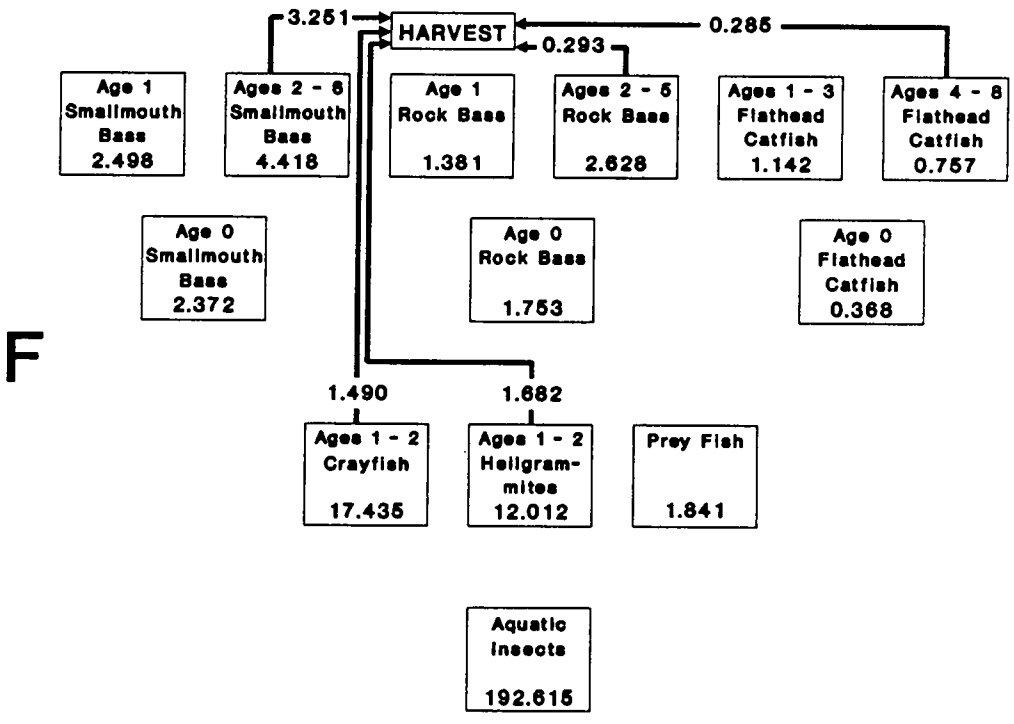 3.251
HARVEST
0.285
0.293
Age 1
Smallmouth
Bass
2.498
Ages 2 - 6
Smallmouth
Bass
4.418
Age 1
Rock Bass
1.381
Ages 2 - 5
Rock Bass
2.628
Ages 1 - 3
Flathead
Catfish
1.142
Ages 4 - 8
Flathead
Catfish
0.757
Age 0
Smallmouth
Bass
2.372
Age 0
Rock Bass
1.753
Age 0
Flathead
Catfish
0.368
F
1.490
1.682
Ages 1 - 2
Crayfish
17.435
Ages 1 - 2
Hellgram-
mites
12.012
Prey Fish
1.841
Aquatic
Insects
192.615